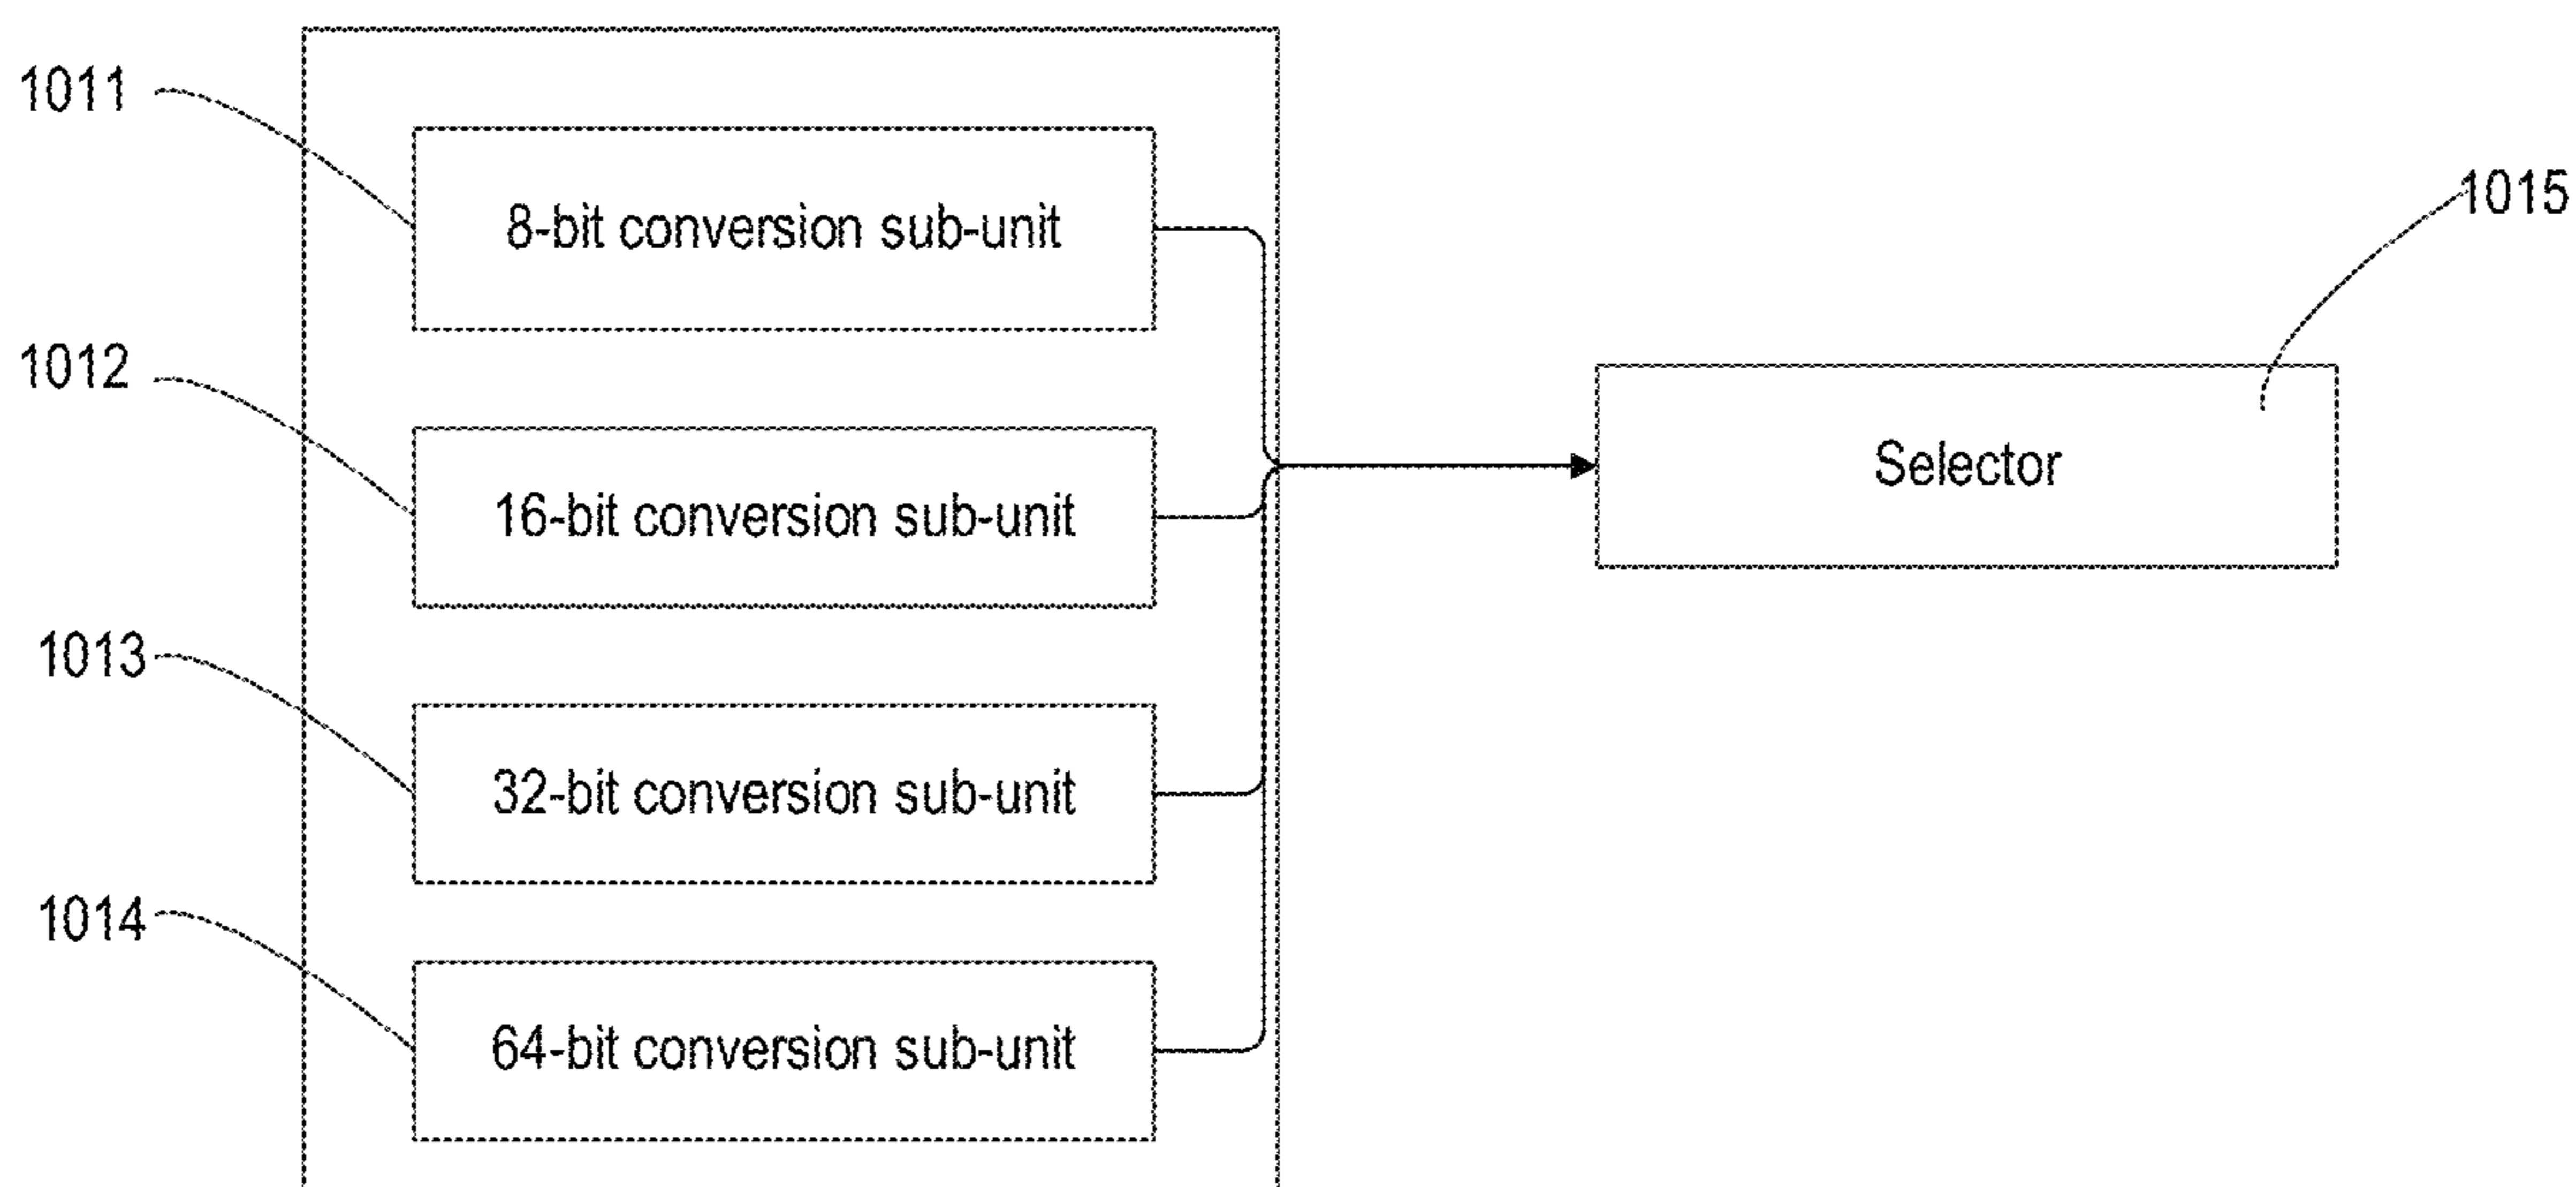 1011
8-bit conversion sub-unit
1015
1012
Selector
16-bit conversion sub-unit
1013
32-bit conversion sub-unit
1014
64-bit conversion sub-unit